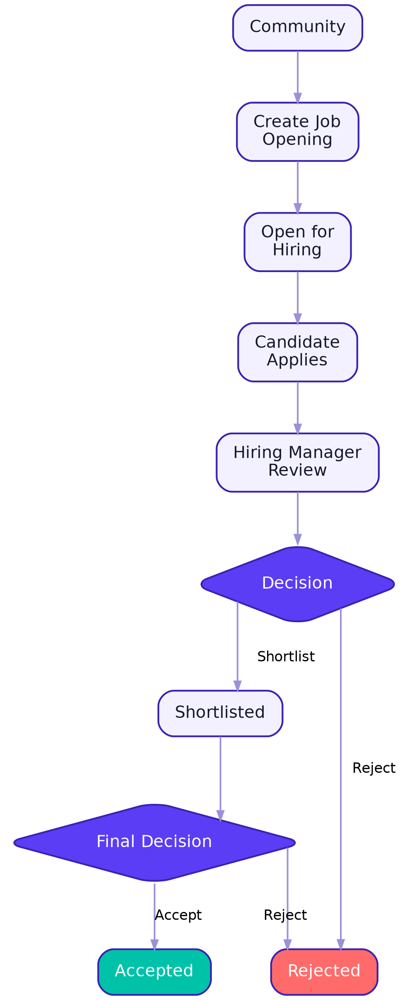 Community
Create Job
Opening
Open for
Hiring
Candidate
Applies
Hiring Manager
Review
Decision
Shortlist
Shortlisted
Reject
Final Decision
Accept
Reject
Accepted
Rejected